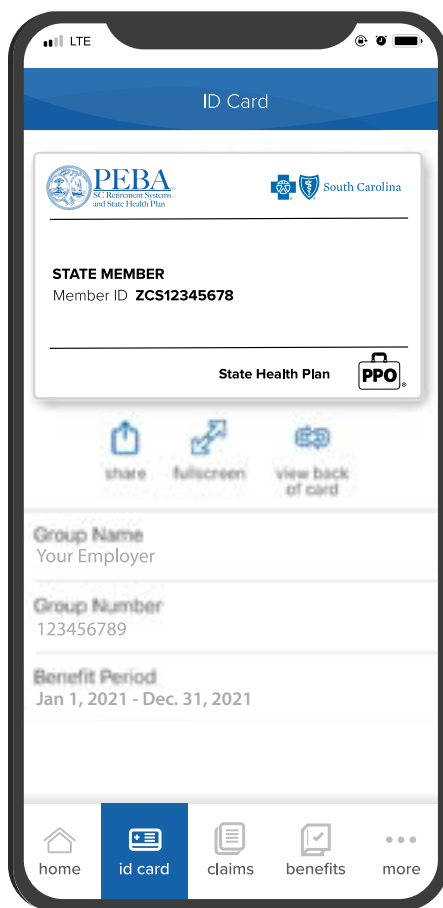 LTE
ID Card
PEBA
SC Retirement Systems
and State Health Plan
South Carolina
STATE MEMBER
Member ID ZCS12345678
State Health Plan
PPO®
share
fullscreen
view back
of card
Group Name
Your Employer
Group Number
123456789
Benefit Period
Jan 1, 2021 - Dec. 31, 2021
home
id card
claims
benefits
more